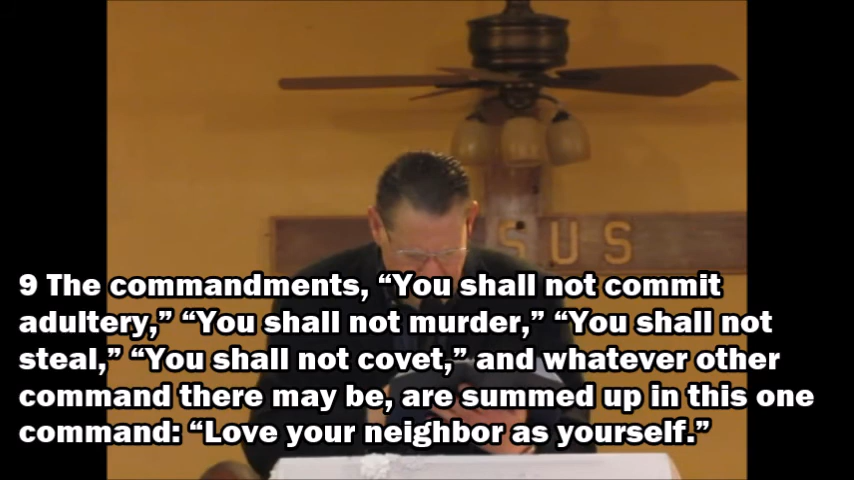 SUS
9 The commandments, “You shall not commit
adultery,” “You shall not murder,” “You shall not
steal,” “You shall not covet,” and whatever other
command there may be, are summed up in this one
command: “Love your neighbor as yourself.”